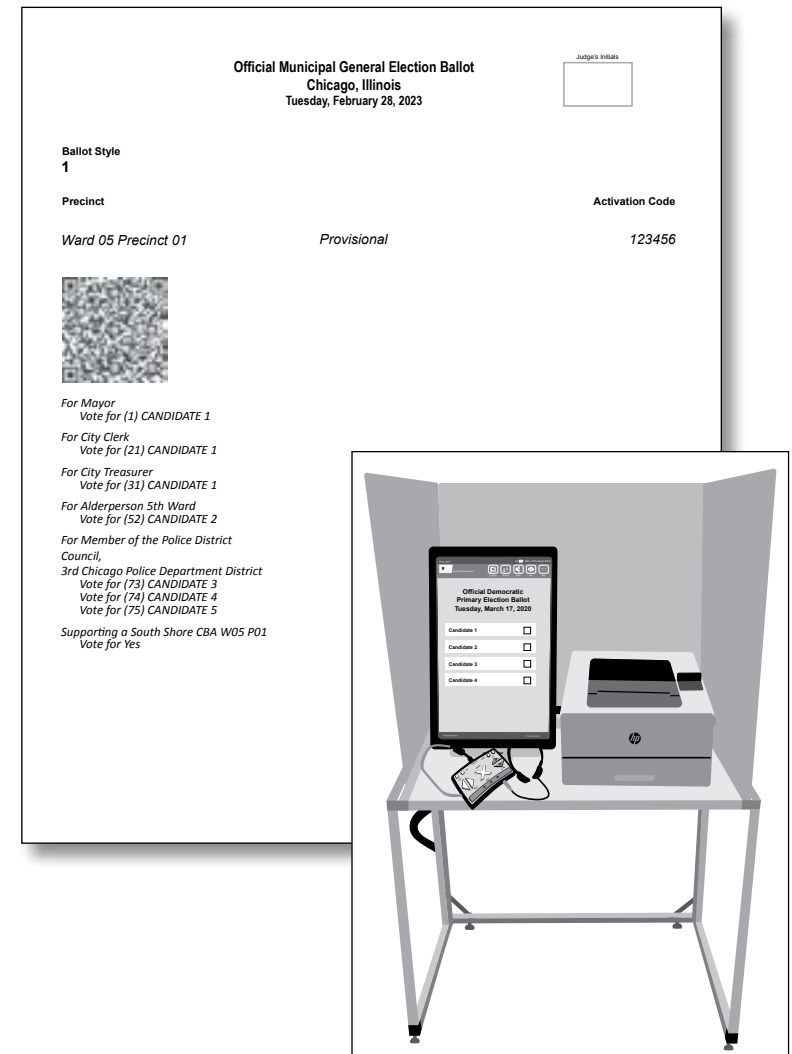 Official Municipal General Election Ballot
Chicago, Illinois
Tuesday, February 28, 2023
Judge's Initials
Ballot Style
1
Precinct
Activation Code
Ward 05 Precinct 01
Provisional
123456
For Mayor
Vote for (1) CANDIDATE 1
For City Clerk
Vote for (21) CANDIDATE 1
For City Treasurer
Vote for (31) CANDIDATE 1
For Alderperson 5th Ward
Vote for (52) CANDIDATE 2
For Member of the Police District
Council,
3rd Chicago Police Department District
Vote for (73) CANDIDATE 3
Vote for (74) CANDIDATE 4
Vote for (75) CANDIDATE 5
Supporting a South Shore CBA W05 P01
Vote for Yes
Official Democratic
Primary Election Ballot
Tuesday, March 17, 2020
Candidate 1
Candidate 2
Candidate 3
Candidate 4
hp